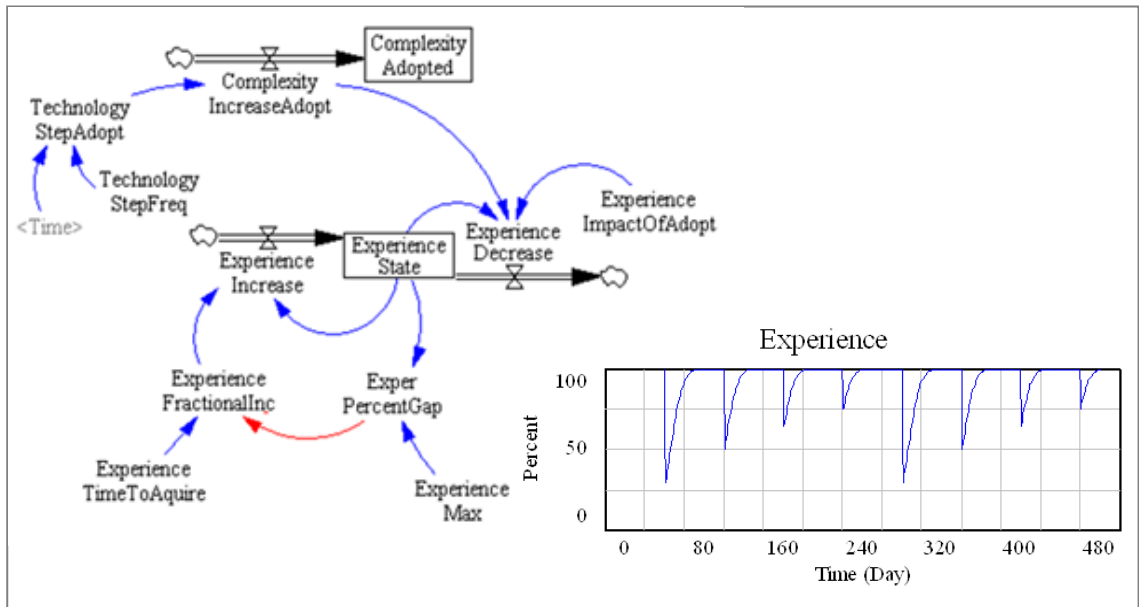 Complexity
Adopted
Complexity
IncreaseAdopt
Technology
StepAdopt
Technology
StepFreq
<Time>
Experience
ImpactOfAdopt
Experience
Decrease
Experience
State
Experience
Increase
Experience
FractionalInc
Exper
PercentGap
Experience
TimeToAquire
Experience
Max
Experience
100
50
0
Percent
0 80 160 240 320 400 480
Time (Day)